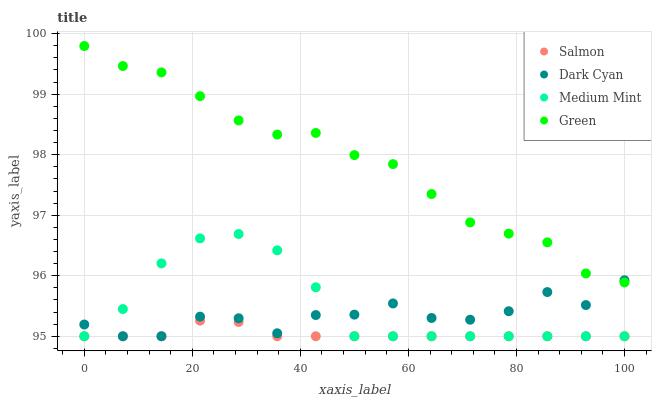 title
100
99
98
97
96
95
0
20
40
60
80
100
xaxis_label
yaxis_label
Salmon
Dark Cyan
Medium Mint
Green